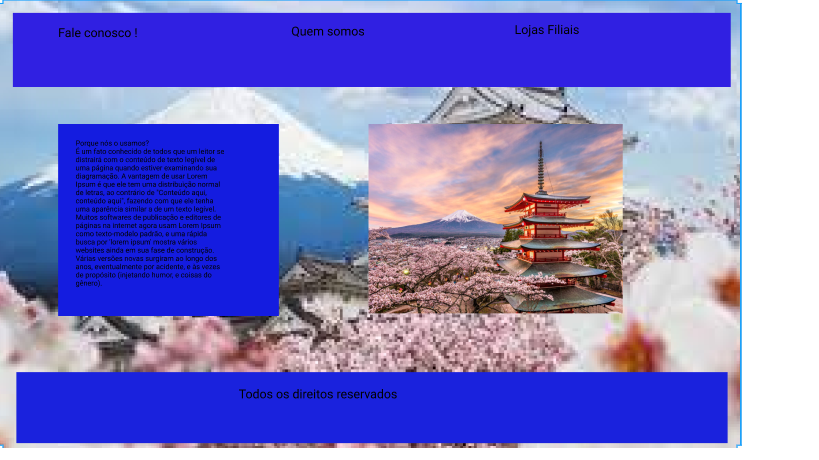 Fale conosco !
Quem somos
Lojas Filiais
Porque nós o usamos?
É um fato conhecido de todos que um leitor se
distrairá com o conteúdo de texto legível de
uma página quando estiver examinando sua
diagramação. A vantagem de usar Lorem
Ipsum é que ele tem uma distribuição normal
de letras, ao contrário de "Conteúdo aqui,
conteúdo aqui", fazendo com que ele tenha
uma aparência similar a de um texto legível.
Muitos softwares de publicação e editores de
páginas na internet agora usam Lorem Ipsum
como texto-modelo padrão, e uma rápida
busca por 'lorem ipsum' mostra vários
websites ainda em sua fase de construção.
Várias versões novas surgiram ao longo dos
anos, eventualmente por acidente, e às vezes
de propósito (injetando humor, e coisas do
gênero).
Todos os direitos reservados